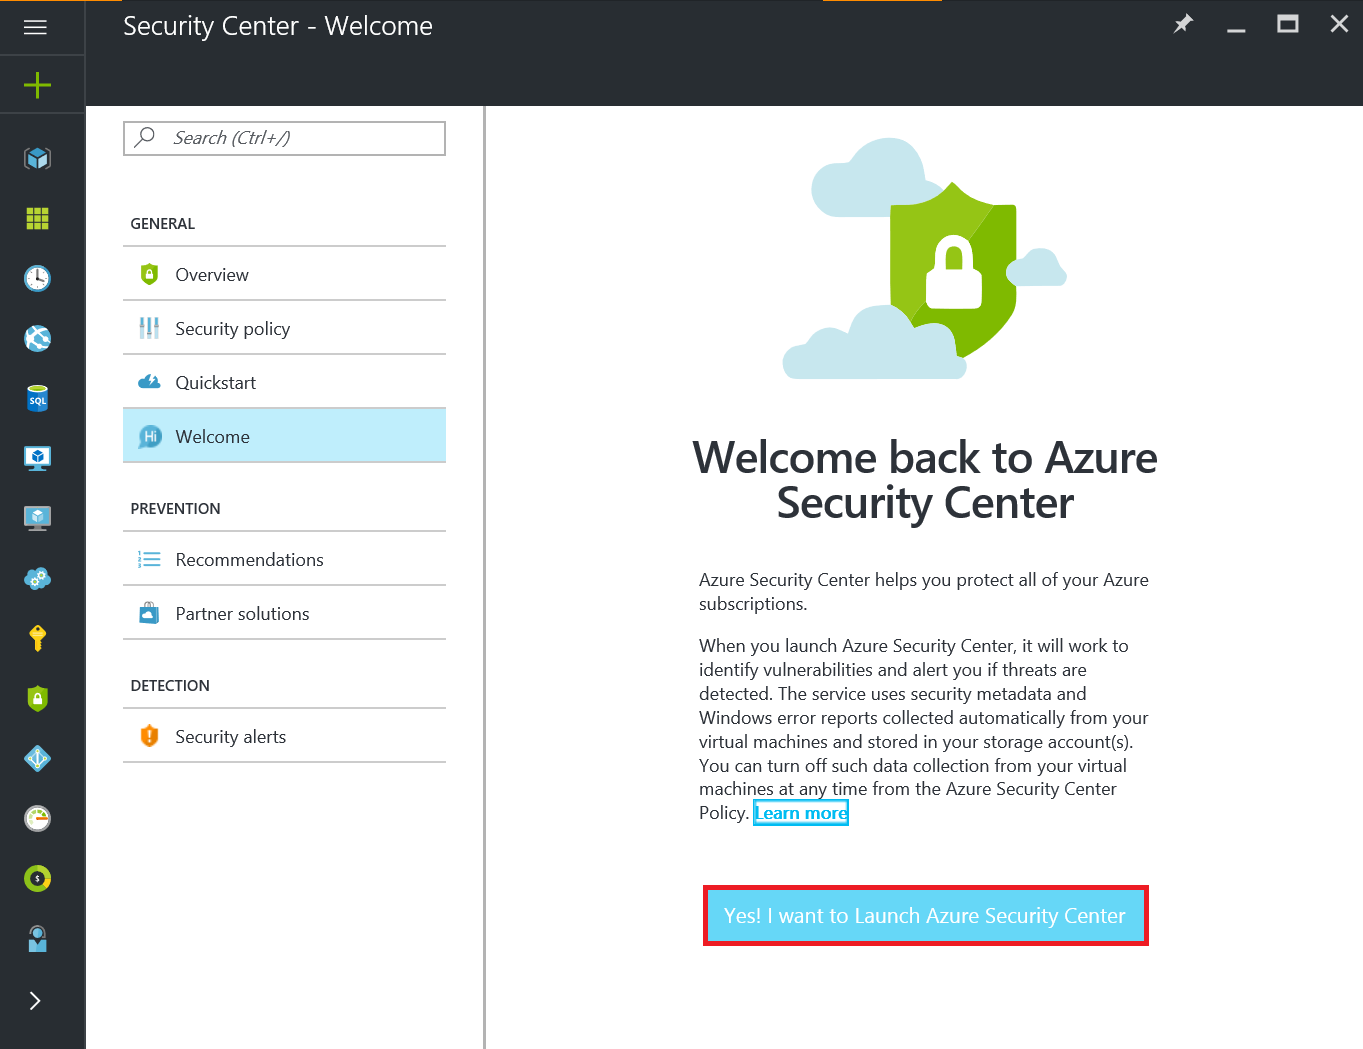 Security Center - Welcome
Search (Ctrl+/)
GENERAL
Overview
Security policy
Quickstart
Hi Welcome
PREVENTION
1
2
3
Recommendations
Partner solutions
DETECTION
Security alerts
SQL
$
Welcome back to Azure
Security Center
Azure Security Center helps you protect all of your Azure
subscriptions.
When you launch Azure Security Center, it will work to
identify vulnerabilities and alert you if threats are
detected. The service uses security metadata and
Windows error reports collected automatically from your
virtual machines and stored in your storage account(s).
You can turn off such data collection from your virtual
machines at any time from the Azure Security Center
Policy. Learn more
Yes! I want to Launch Azure Security Center